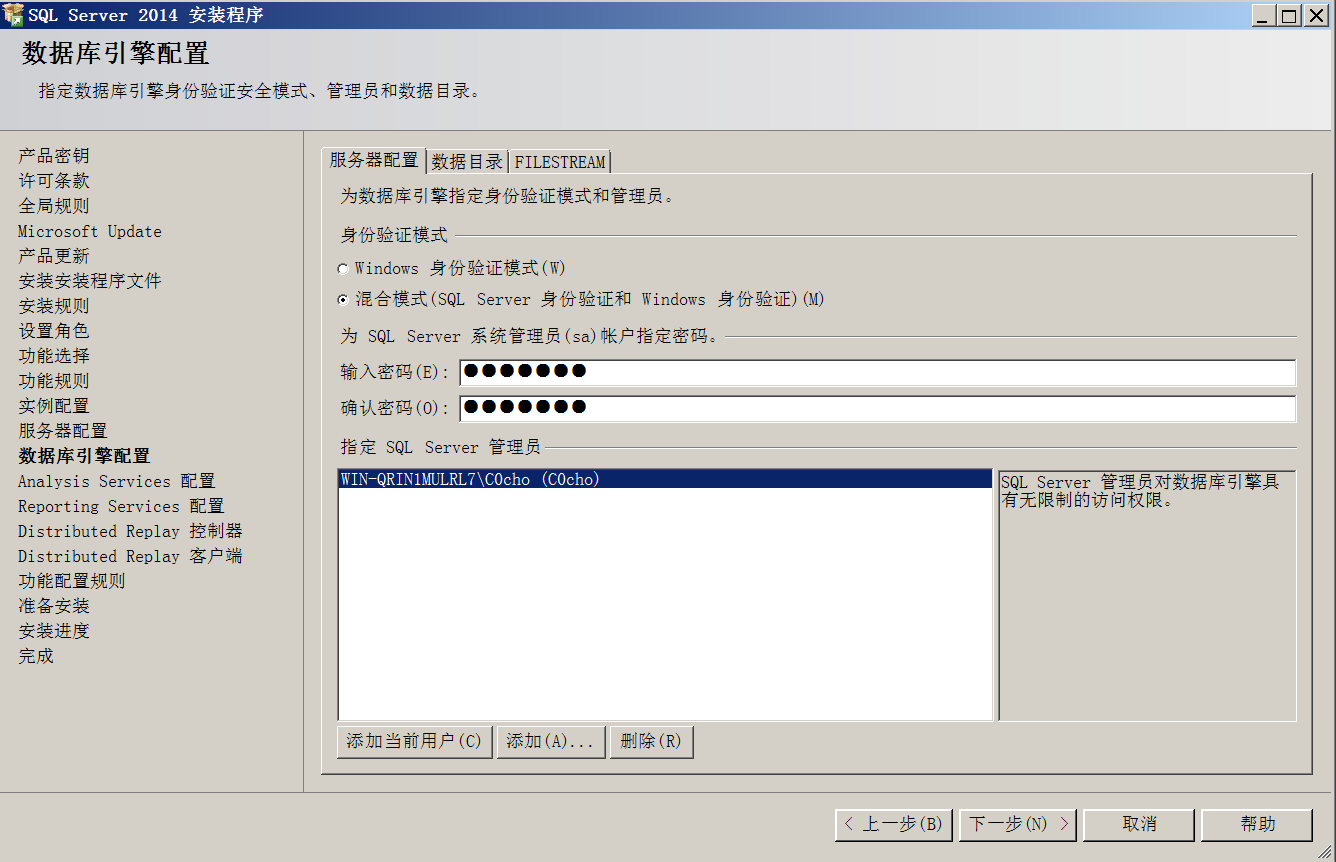 SQL Server 2014 安装程序
数据库引擎配置
指定数据库引擎身份验证安全模式、管理员和数据目录。
产品密钥
许可条款
全局规则
Microsoft Update
产品更新
安装安装程序文件
安装规则
设置角色
功能选择
功能规则
实例配置
服务器配置
数据库引擎配置
Analysis Services 配置
Reporting Services 配置
Distributed Replay 控制器
Distributed Replay 客户端
功能配置规则
准备安装
安装进度
完成
服务器配置 数据目录 FILESTREAM
为数据库引擎指定身份验证模式和管理员。
身份验证模式
Windows 身份验证模式(W)
混合模式(SQL Server 身份验证和 Windows 身份验证)(M)
为 SQL Server 系统管理员(sa)帐户指定密码。
输入密码(E): ●●●●●●●
确认密码(O): ●●●●●●●
指定 SQL Server 管理员
WIN-QRIN1MULRL7\C0cho (C0cho)
SQL Server 管理员对数据库引擎具
有无限制的访问权限。
添加当前用户(C) 添加(A)... 删除(R)
< 上一步(B) 下一步(N) > 取消 帮助